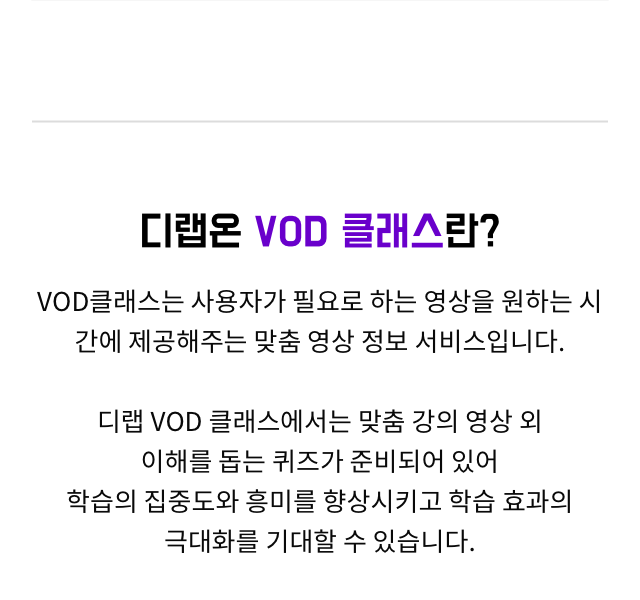 디랩온 VOD 클래스란?
VOD클래스는 사용자가 필요로 하는 영상을 원하는 시
간에 제공해주는 맞춤 영상 정보 서비스입니다.
디랩 VOD 클래스에서는 맞춤 강의 영상 외
이해를 돕는 퀴즈가 준비되어 있어
학습의 집중도와 흥미를 향상시키고 학습 효과의
극대화를 기대할 수 있습니다.